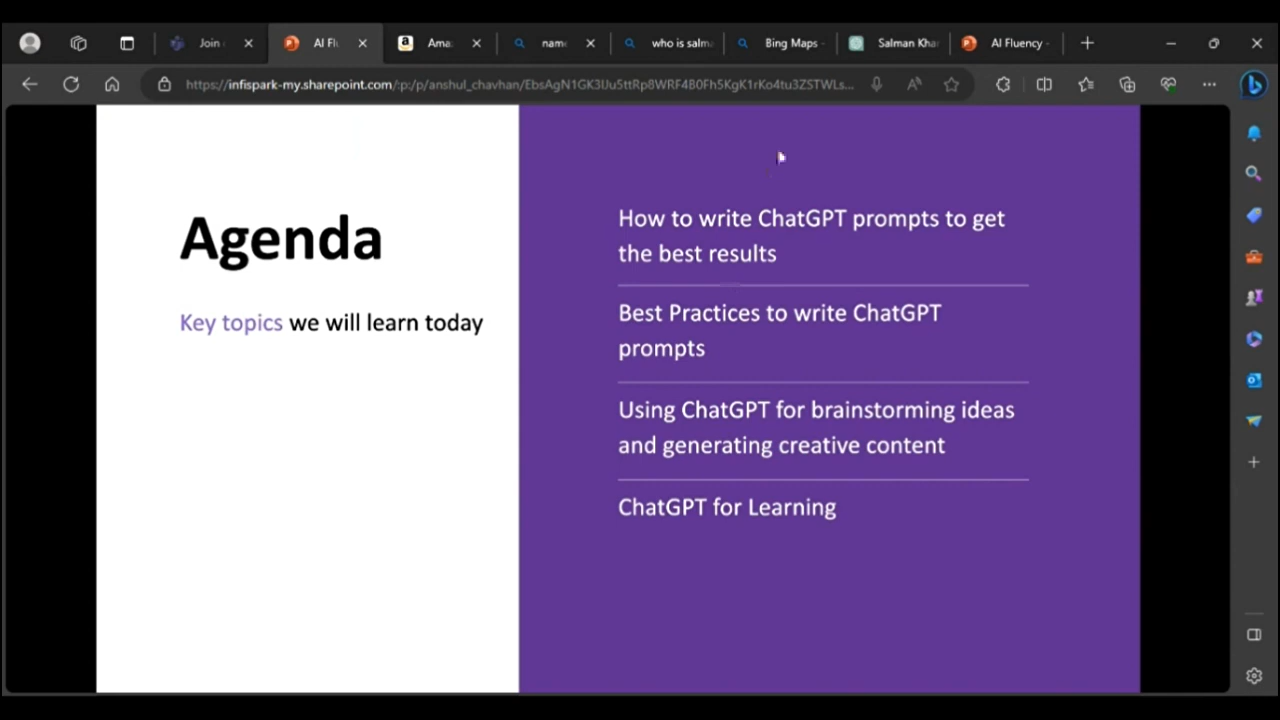 Join
AI Fl
Ama
name
who is salm
Bing Maps -
Salman Kha
AI Fluency -
https://infispark-my.sharepoint.com/:p:/p/anshul_chavhan/
Agenda
Key topics we will learn today
How to write ChatGPT prompts to get
the best results
Best Practices to write ChatGPT
prompts
Using ChatGPT for brainstorming ideas
and generating creative content
ChatGPT for Learning